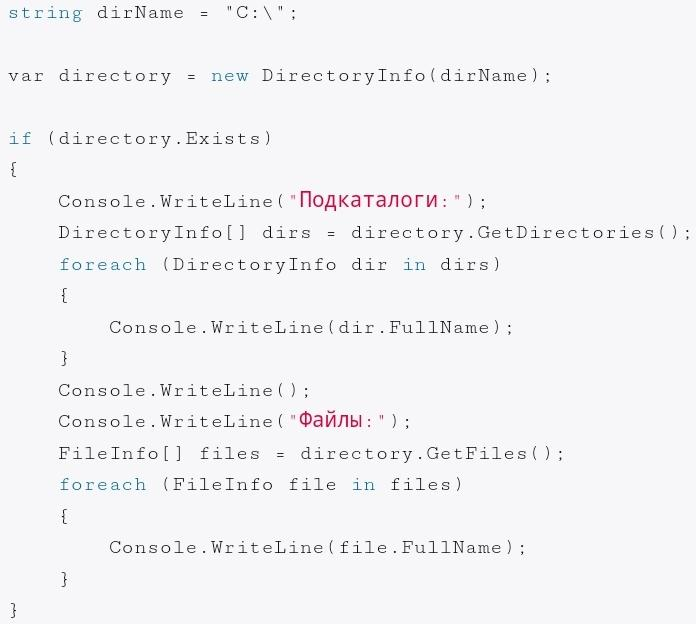 string dirName = "C:\";
var directory = new DirectoryInfo(dirName);
if (directory.Exists)
{
    Console.WriteLine("Подкаталоги:");
    DirectoryInfo[] dirs = directory.GetDirectories();
    foreach (DirectoryInfo dir in dirs)
    {
        Console.WriteLine(dir.FullName);
    }
    Console.WriteLine();
    Console.WriteLine("Файлы:");
    FileInfo[] files = directory.GetFiles();
    foreach (FileInfo file in files)
    {
        Console.WriteLine(file.FullName);
    }
}